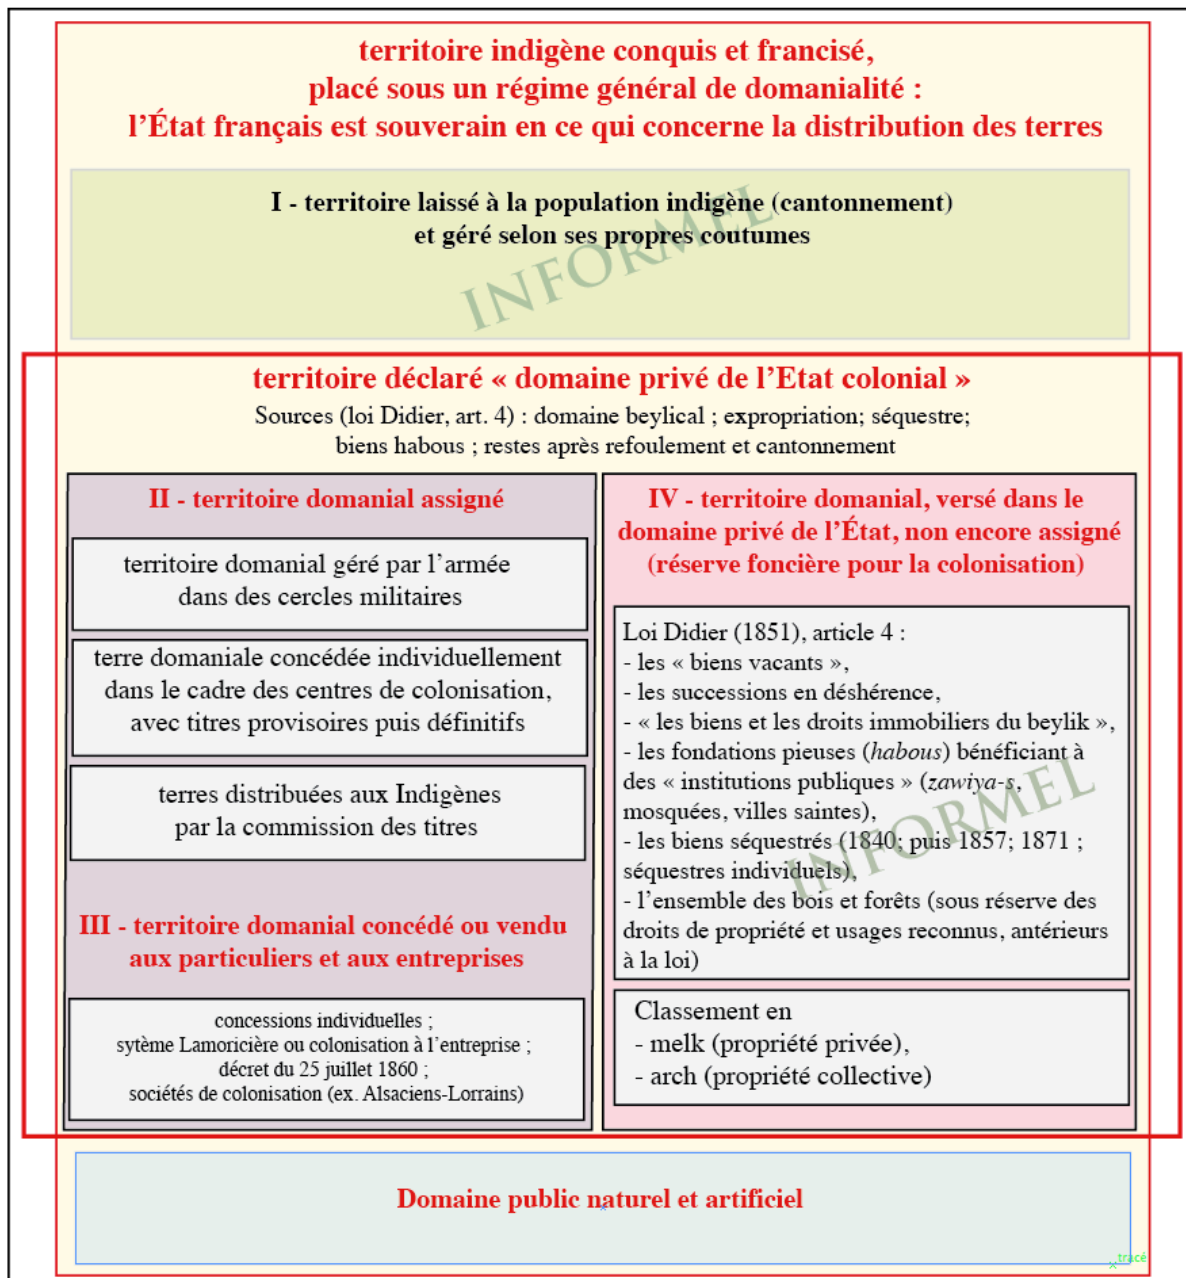 territoire indigène conquis et francisé,
placé sous un régime général de domanialité :
l’État français est souverain en ce qui concerne la distribution des terres
I - territoire laissé à la population indigène (cantonnement)
et géré selon ses propres coutumes
INFORMEL
territoire déclaré « domaine privé de l’Etat colonial »
Sources (loi Didier, art. 4) : domaine beylical ; expropriation; séquestre;
biens habous ; restes après refoulement et cantonnement
II - territoire domanial assigné
territoire domanial géré par l’armée
dans des cercles militaires
terre domaniale concédée individuellement
dans le cadre des centres de colonisation,
avec titres provisoires puis définitifs
terres distribuées aux Indigènes
par la commission des titres
III - territoire domanial concédé ou vendu
aux particuliers et aux entreprises
concessions individuelles ;
sytème Lamoricière ou colonisation à l’entreprise ;
décret du 25 juillet 1860 ;
sociétés de colonisation (ex. Alsaciens-Lorrains)
IV - territoire domanial, versé dans le
domaine privé de l’État, non encore assigné
(réserve foncière pour la colonisation)
Loi Didier (1851), article 4 :
- les « biens vacants »,
- les successions en déshérence,
- « les biens et les droits immobiliers du beylik »,
- les fondations pieuses (habous) bénéficiant à
des « institutions publiques » (zawiya-s,
mosquées, villes saintes),
- les biens séquestrés (1840; puis 1857; 1871 ;
séquestres individuels),
- l’ensemble des bois et forêts (sous réserve des
droits de propriété et usages reconnus, antérieurs
à la loi)
INFORMEL
Classement en
- melk (propriété privée),
- arch (propriété collective)
Domaine public naturel et artificiel
tracé